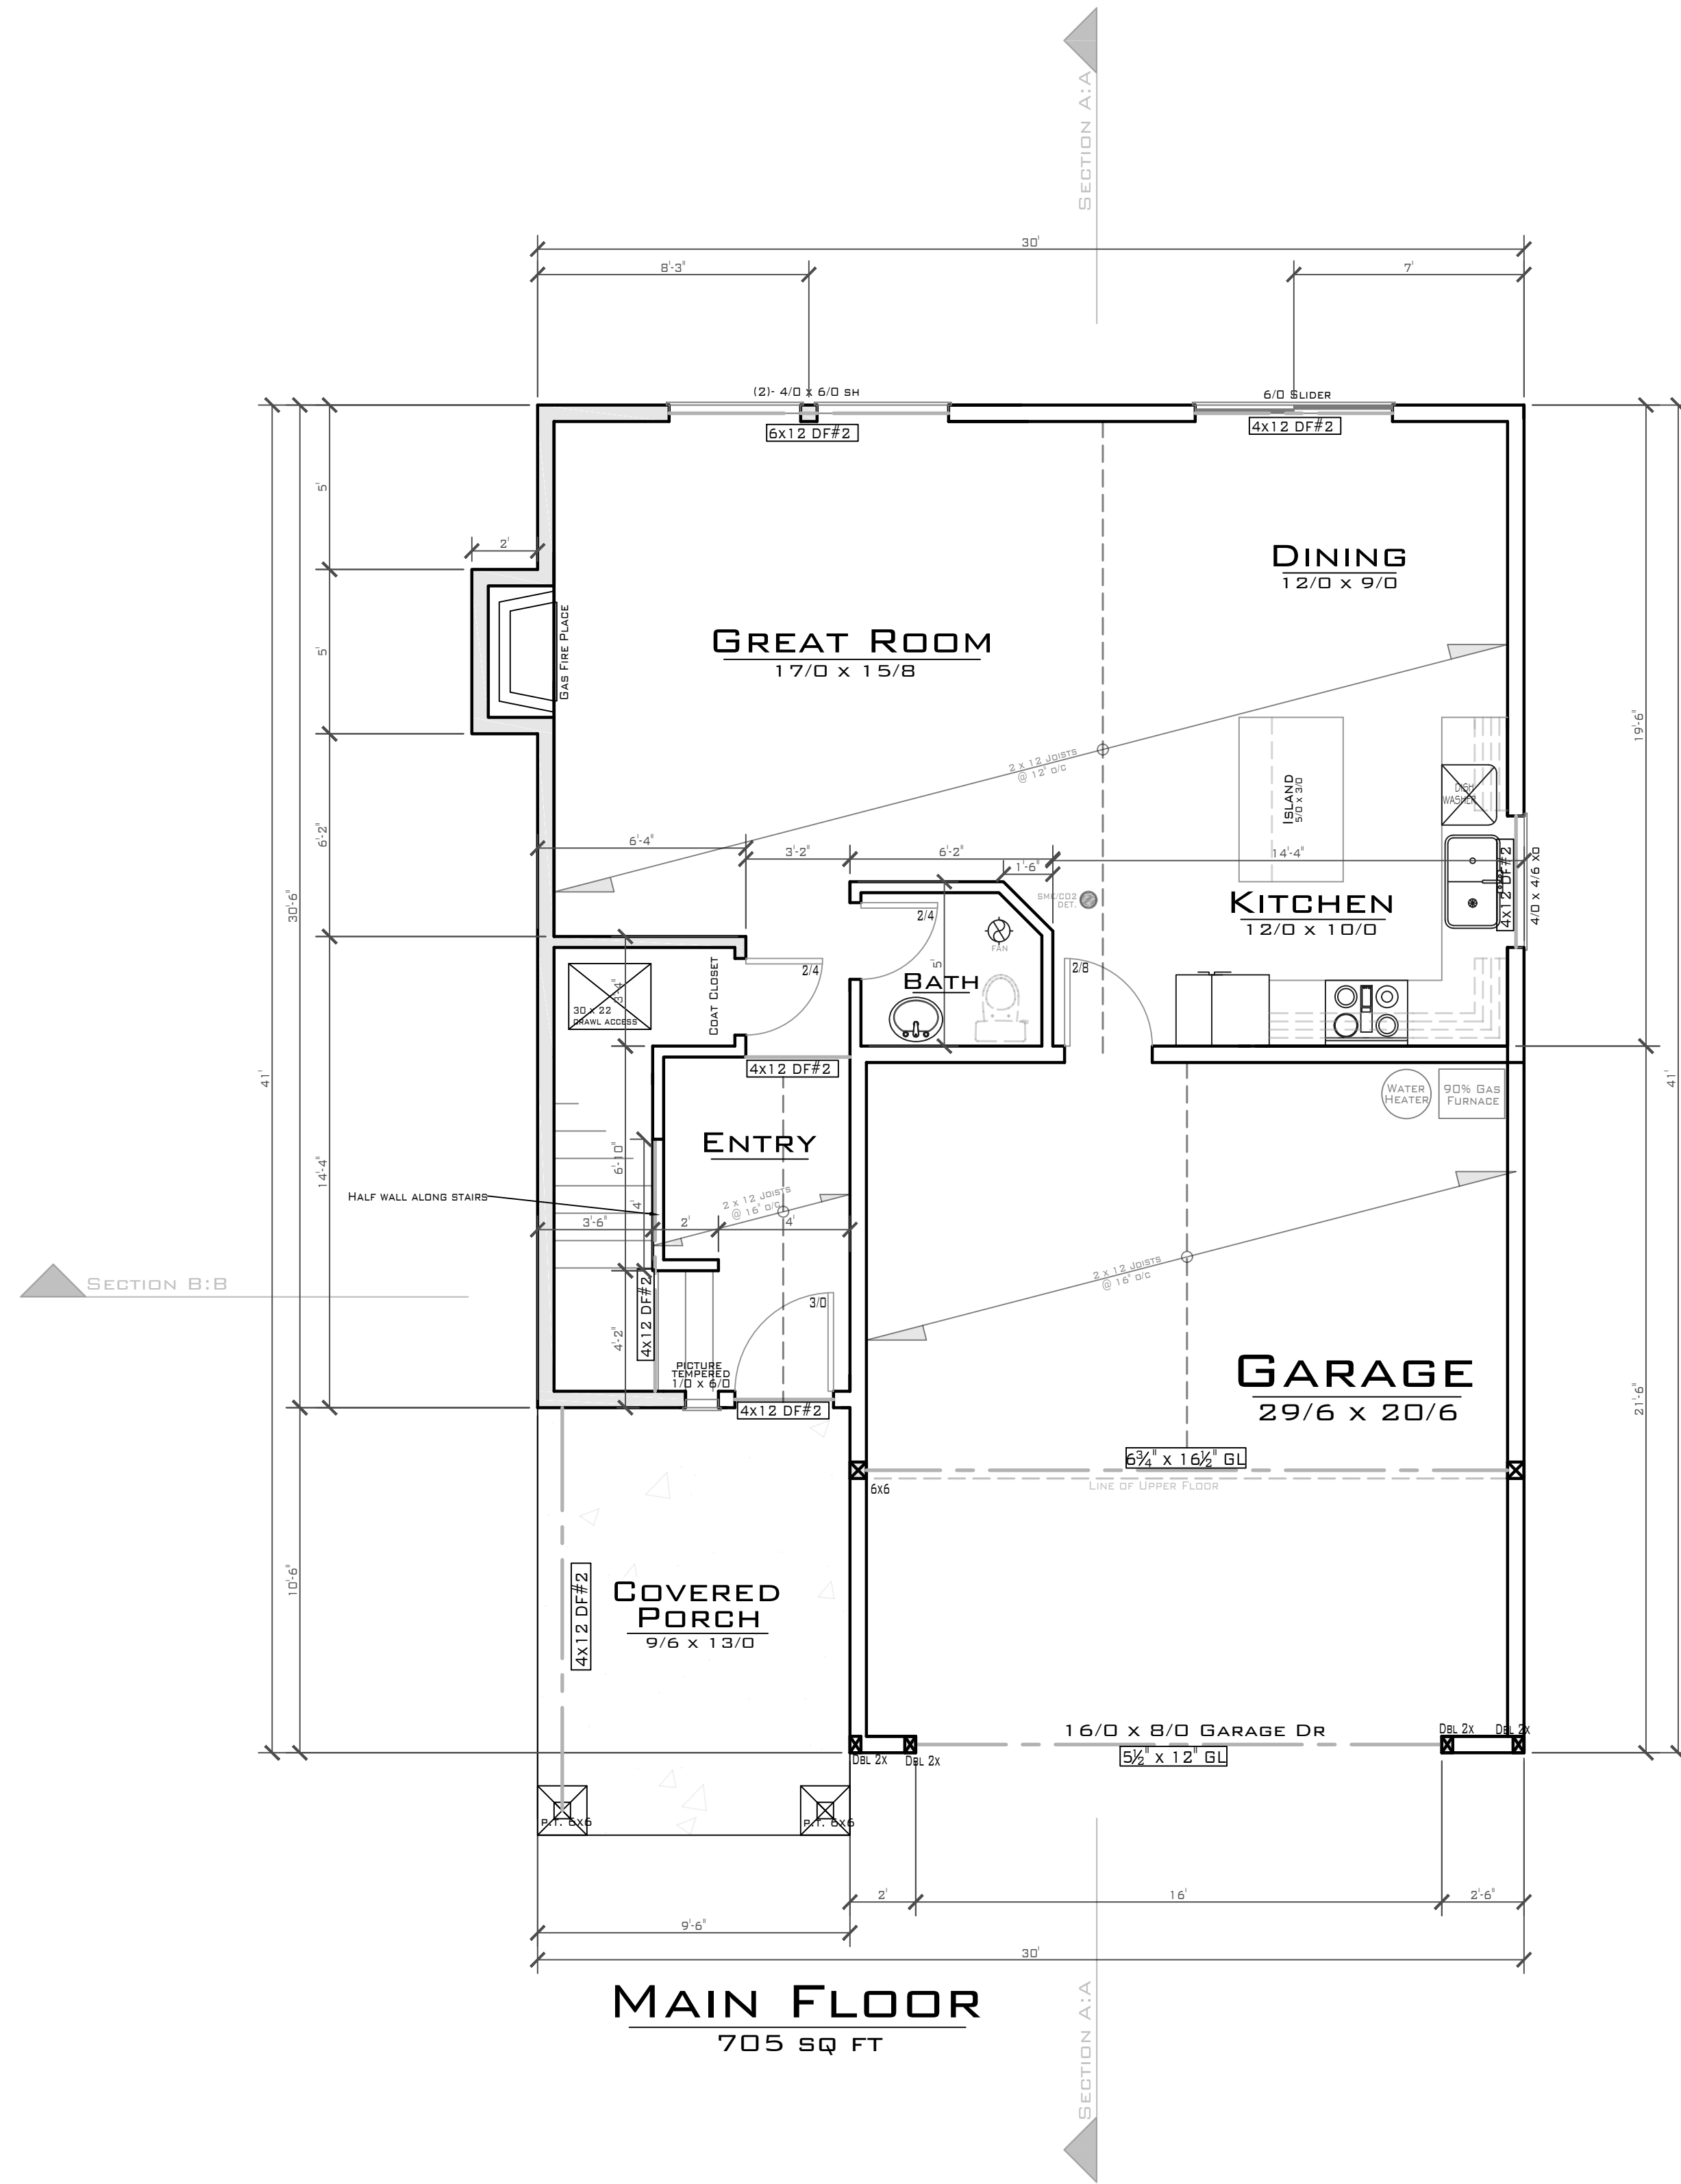 Section A:A
30'
8'-3"
7'
(2)- 4/0 x 6/0 sh
6/0 Slider
6x12 DF#2
4x12 DF#2
5'
2'
Dining
12/0 x 9/0
Gas Fire Place
Great Room
17/0 x 15/8
5'
19'-6"
2 x 12 Joists
@ 12" o/c
Island
5/0 x 3/0
Dish
Washer
6'-2"
6'-4"
3'-2"
6'-2"
1'-6"
14'-4"
4x12 DF#2
4/0 x 4/6 xo
30'-6"
Sme/CO2
Det.
Kitchen
12/0 x 10/0
2/4
Fan
2/4
2/8
5'
Bath
Coat Closet
3'-4"
30 x 22
Crawl Access
4x12 DF#2
41'
41'
Water
Heater
90% Gas
Furnace
Entry
6'-10"
14'-4"
Half wall along stairs
4'
2 x 12 Joists
@ 16" o/c
3'-6"
2'
4'
2 x 12 Joists
@ 16" o/c
Section B:B
4x12 DF#2
3/0
4'-2"
Picture
Tempered
1/0 x 6/0
4x12 DF#2
Garage
29/6 x 20/6
21'-6"
6¾" x 16½" GL
6x6
Line of Upper Floor
10'-6"
4x12 DF#2
Covered
Porch
9/6 x 13/0
16/0 x 8/0 Garage Dr
5½" x 12" GL
Dbl 2x
Dbl 2x
Dbl 2x
Dbl 2x
P.T. 6x6
P.T. 6x6
2'
16'
2'-6"
9'-6"
30'
Main Floor
705 sq ft
Section A:A